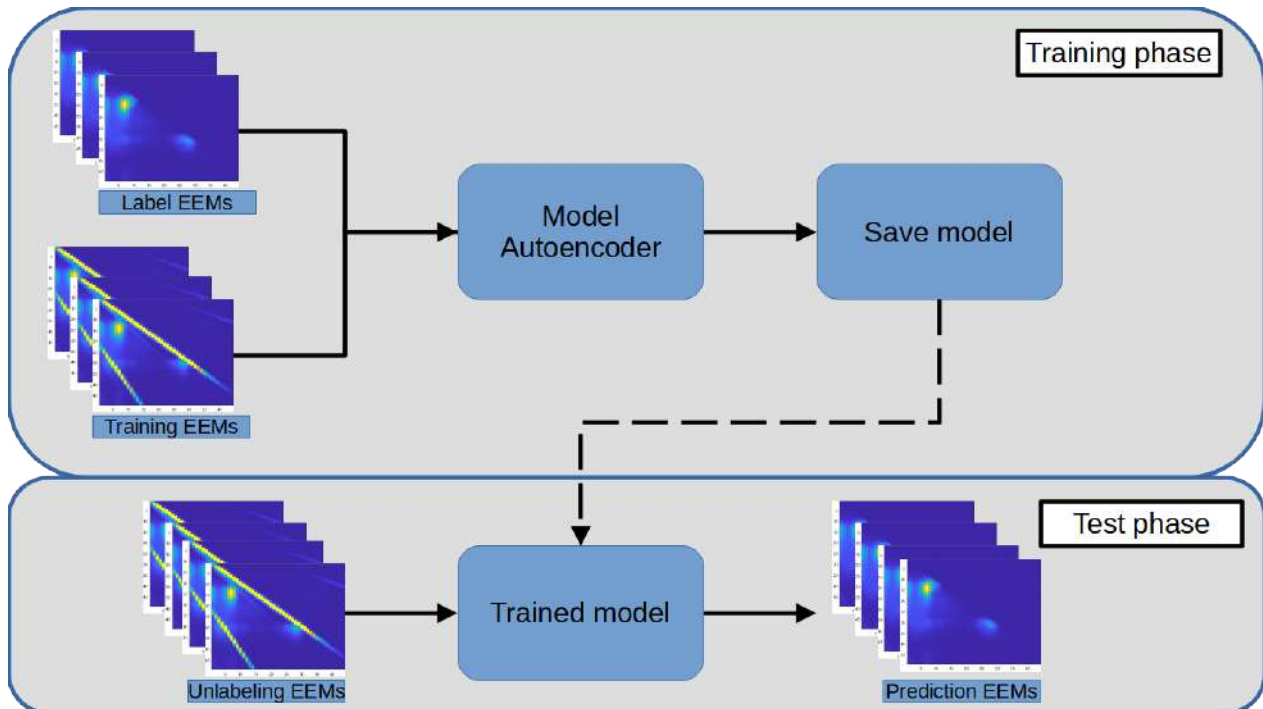 Training phase
Label EEMs
Model
Autoencoder
Save model
Training EEMs
Test phase
Trained model
Unlabeling EEMs
Prediction EEMs